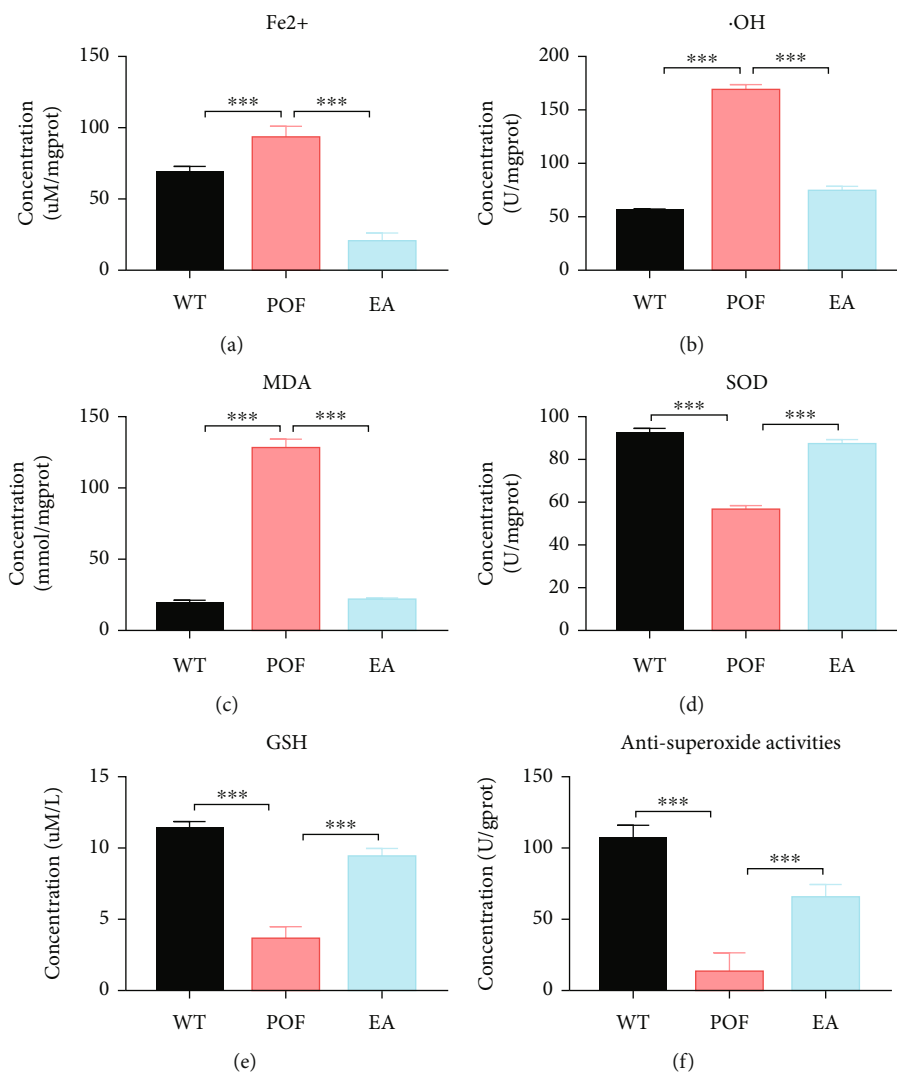 Fe2+
Concentration
(uM/mgprot)
150
100
50
0
*** ***
WT POF EA
(a)
·OH
Concentration
(U/mgprot)
200
150
100
50
0
*** ***
WT POF EA
(b)
MDA
Concentration
(mmol/mgprot)
150
100
50
0
*** ***
WT POF EA
(c)
SOD
Concentration
(U/mgprot)
100
80
60
40
20
0
*** ***
WT POF EA
(d)
GSH
Concentration (uM/L)
15
10
5
0
***
***
WT POF EA
(e)
Anti-superoxide activities
Concentration (U/gprot)
150
100
50
0
***
***
WT POF EA
(f)